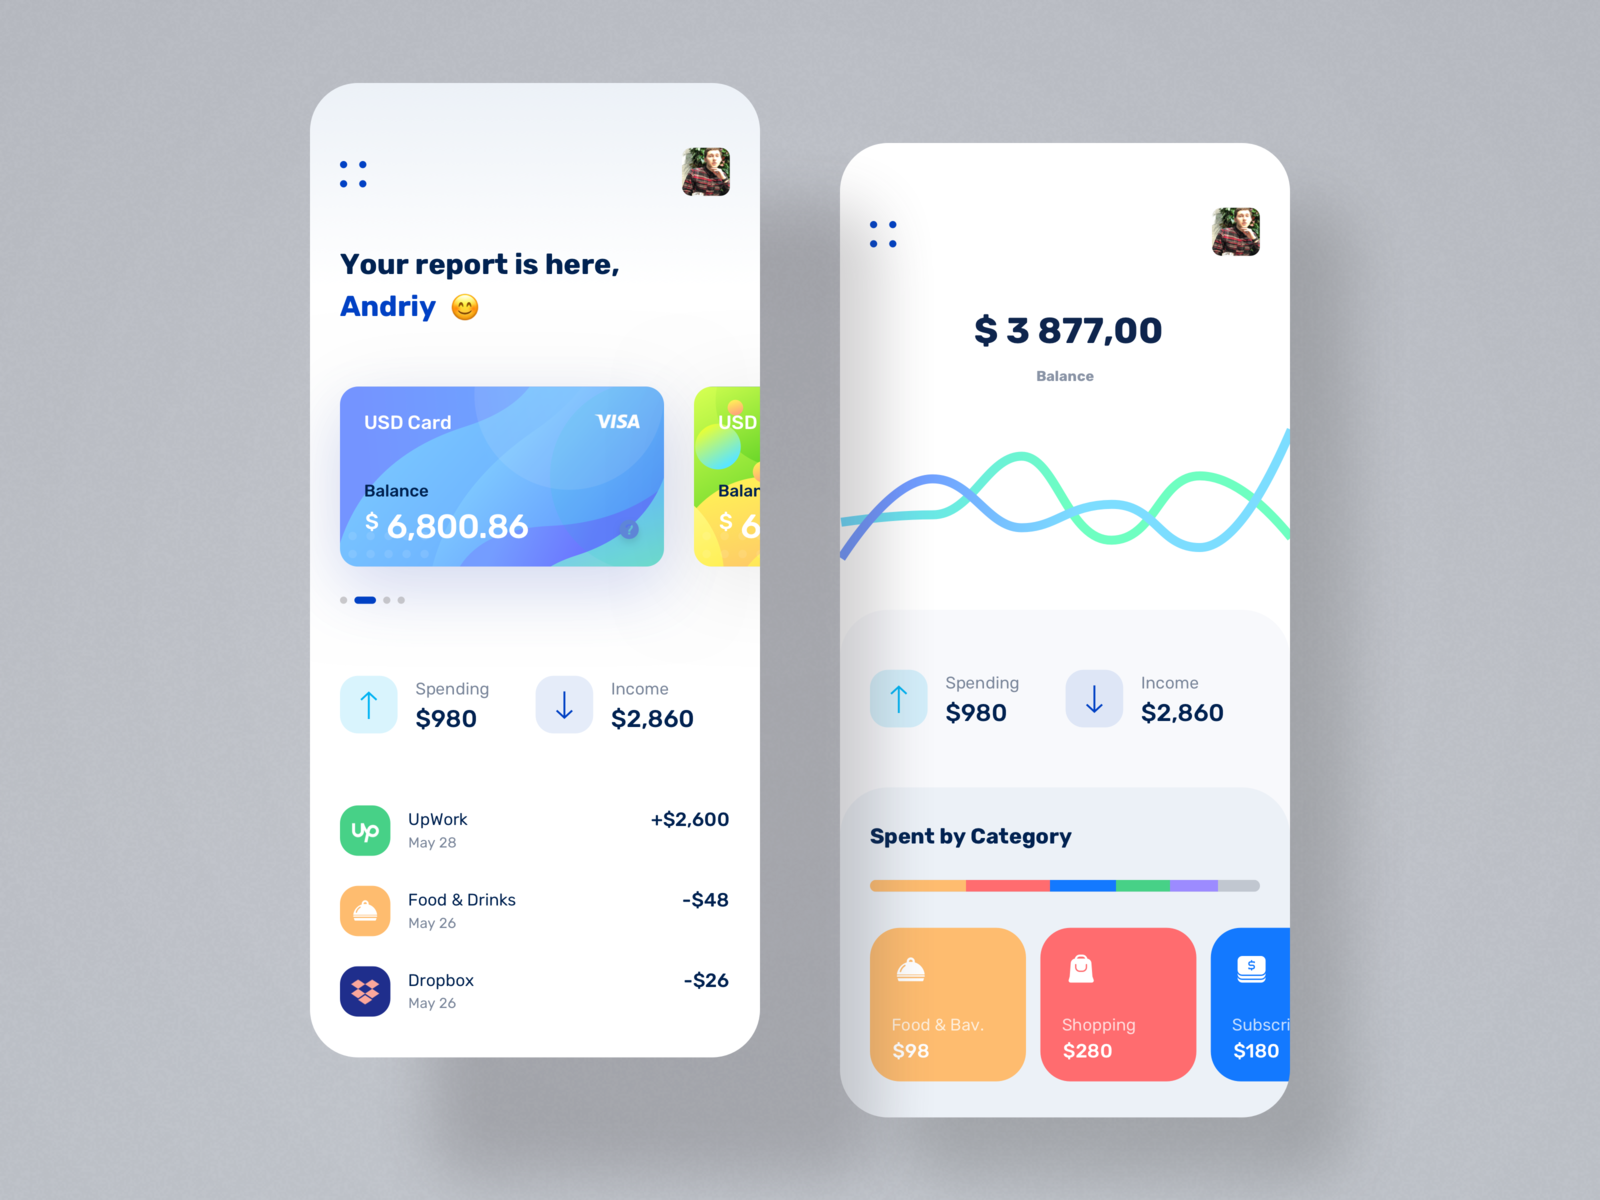 Your report is here,
Andriy 😊
USD Card
VISA
Balance
$ 6,800.86
USD
Balan
$ 6
Spending
$980
Income
$2,860
Up
UpWork
May 28
+$2,600
Food & Drinks
May 26
-$48
Dropbox
May 26
-$26
$ 3 877,00
Balance
Spending
$980
Income
$2,860
Spent by Category
Food & Bav.
$98
Shopping
$280
$
Subscri
$180